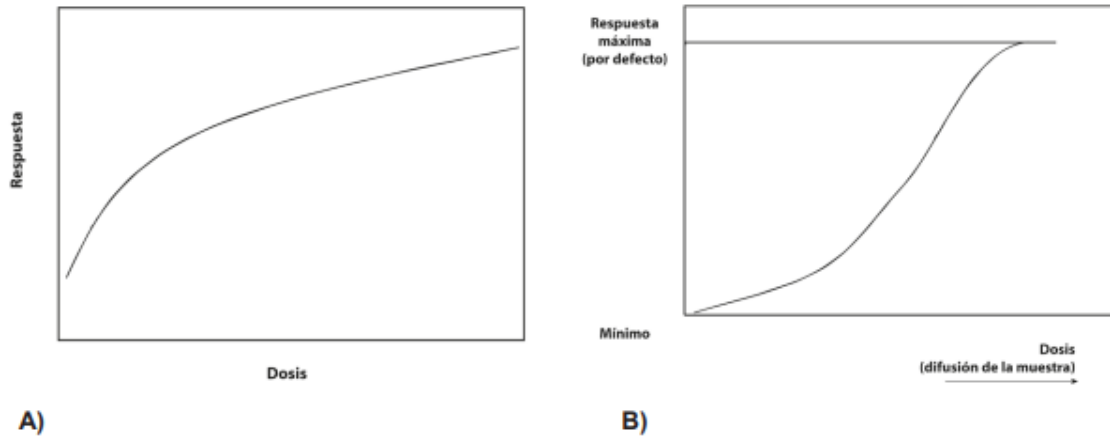 Respuesta
Dosis
A)
Respuesta
máxima
(por defecto)
Mínimo
Dosis
(difusión de la muestra)
B)